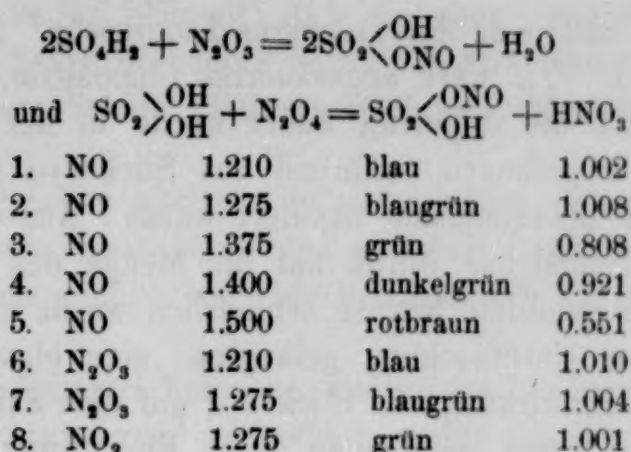 2SO₄H₂ + N₂O₃ = 2SO₂<OH ONO + H₂O
und SO₂>OH OH + N₂O₄ = SO₂<ONO OH + HNO₃
1. NO 1.210 blau 1.002
2. NO 1.275 blaugrün 1.008
3. NO 1.375 grün 0.808
4. NO 1.400 dunkelgrün 0.921
5. NO 1.500 rotbraun 0.551
6. N₂O₃ 1.210 blau 1.010
7. N₂O₃ 1.275 blaugrün 1.004
8. NO₂ 1.275 grün 1.001